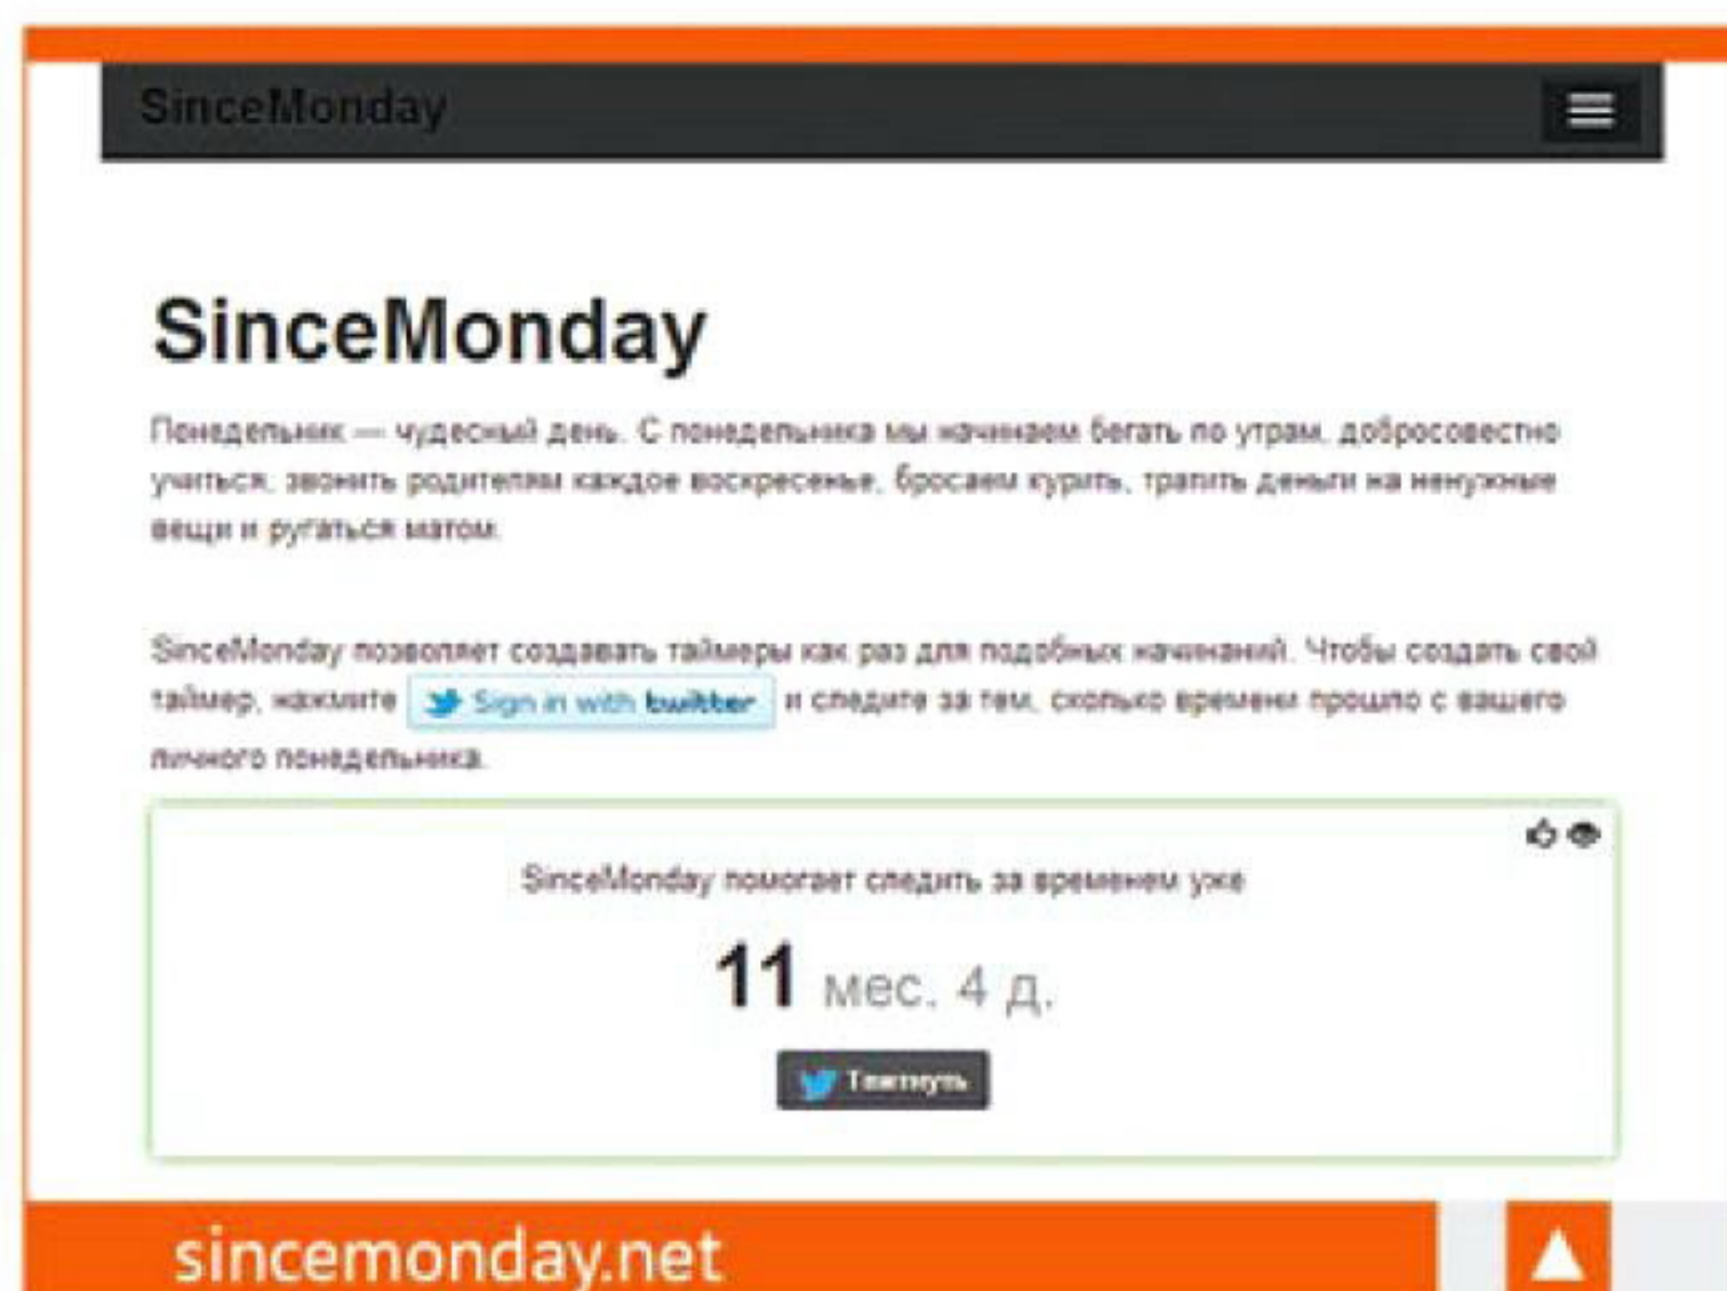 SinceMonday
SinceMonday
Понедельник — чудесный день. С понедельника мы начинаем бегать по утрам, добросовестно
учиться, звонить родителям каждое воскресенье, бросаем курить, тратить деньги на ненужные
вещи и ругаться матом.
SinceMonday позволяет создавать таймеры как раз для подобных начинаний. Чтобы создать свой
таймер, нажмите Sign in with twitter и следите за тем, сколько времени прошло с вашего
личного понедельника.
SinceMonday помогает следить за временем уже
11 мес. 4 д.
Твитнуть
sincemonday.net